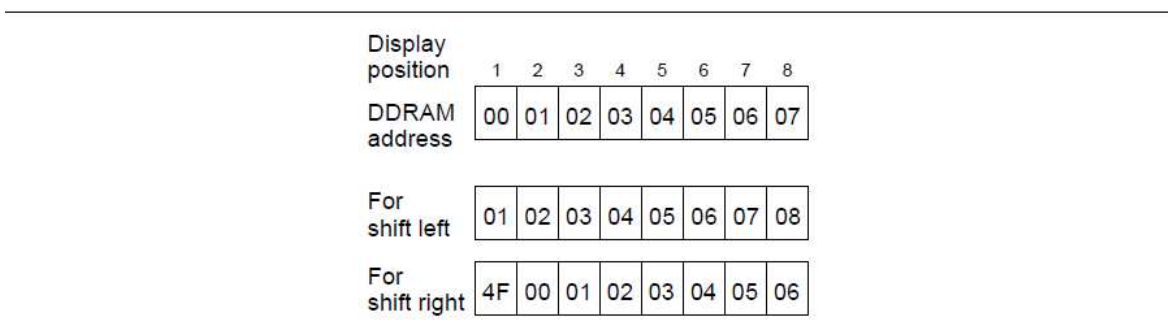 Display
position 1 2 3 4 5 6 7 8
DDRAM
address 00 01 02 03 04 05 06 07
For
shift left 01 02 03 04 05 06 07 08
For
shift right 4F 00 01 02 03 04 05 06